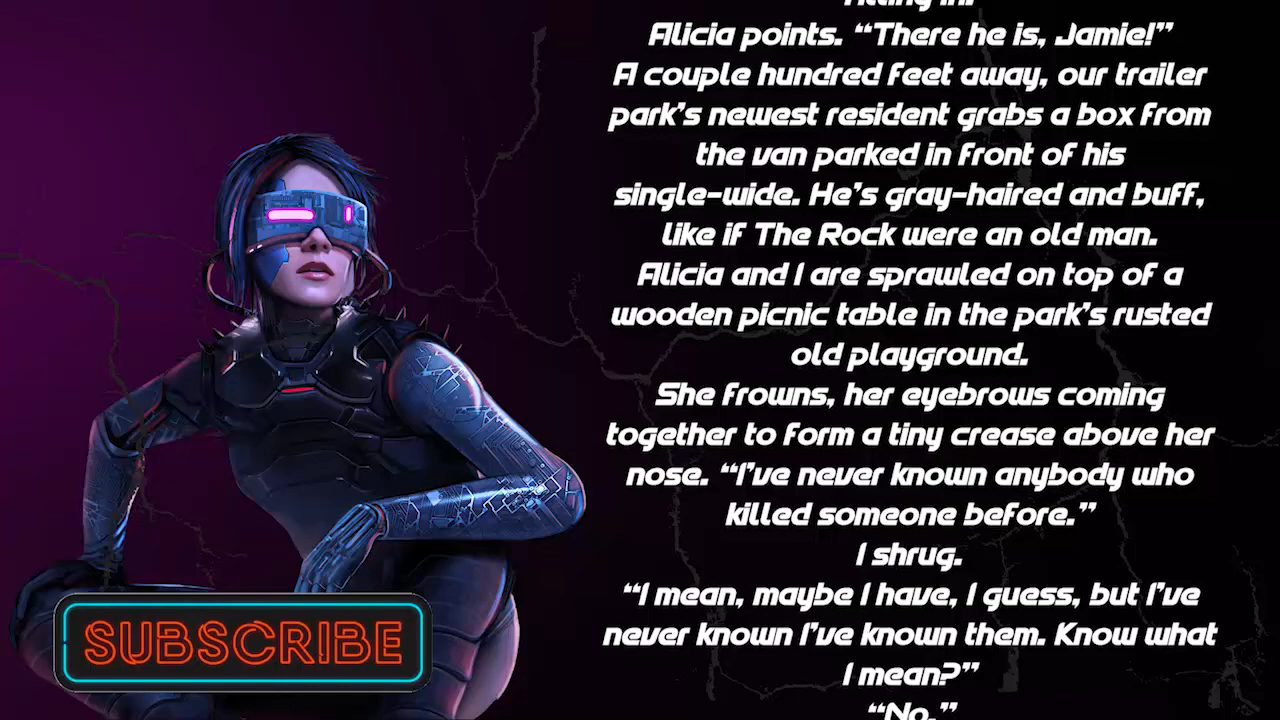 Alicia points. “There he is, Jamie!”
A couple hundred feet away, our trailer
park’s newest resident grabs a box from
the van parked in front of his
single-wide. He’s gray-haired and buff,
like if The Rock were an old man.
Alicia and I are sprawled on top of a
wooden picnic table in the park’s rusted
old playground.
She frowns, her eyebrows coming
together to form a tiny crease above her
nose. “I’ve never known anybody who
killed someone before.”
I shrug.
“I mean, maybe I have, I guess, but I’ve
never known I’ve known them. Know what
I mean?”
“No.”
SUBSCRIBE